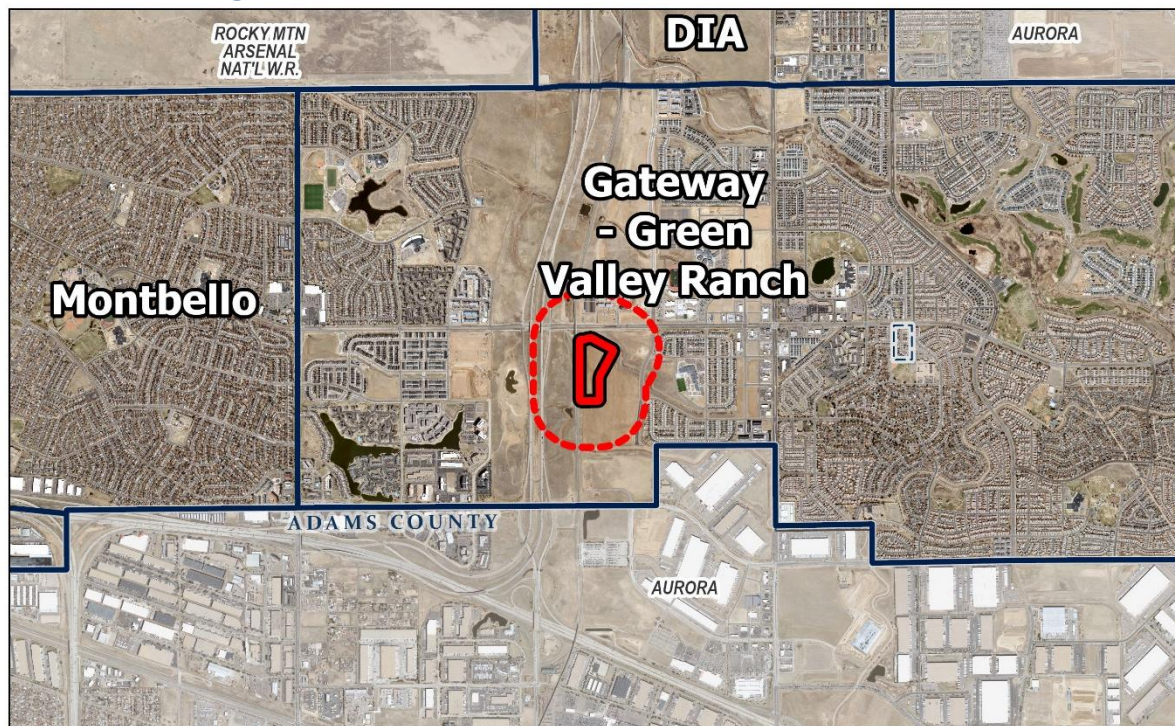 ROCKY MTN
ARSENAL
NAT'L W.R.
DIA
AURORA
Gateway
- Green
Valley Ranch
Montbello
ADAMS COUNTY
AURORA